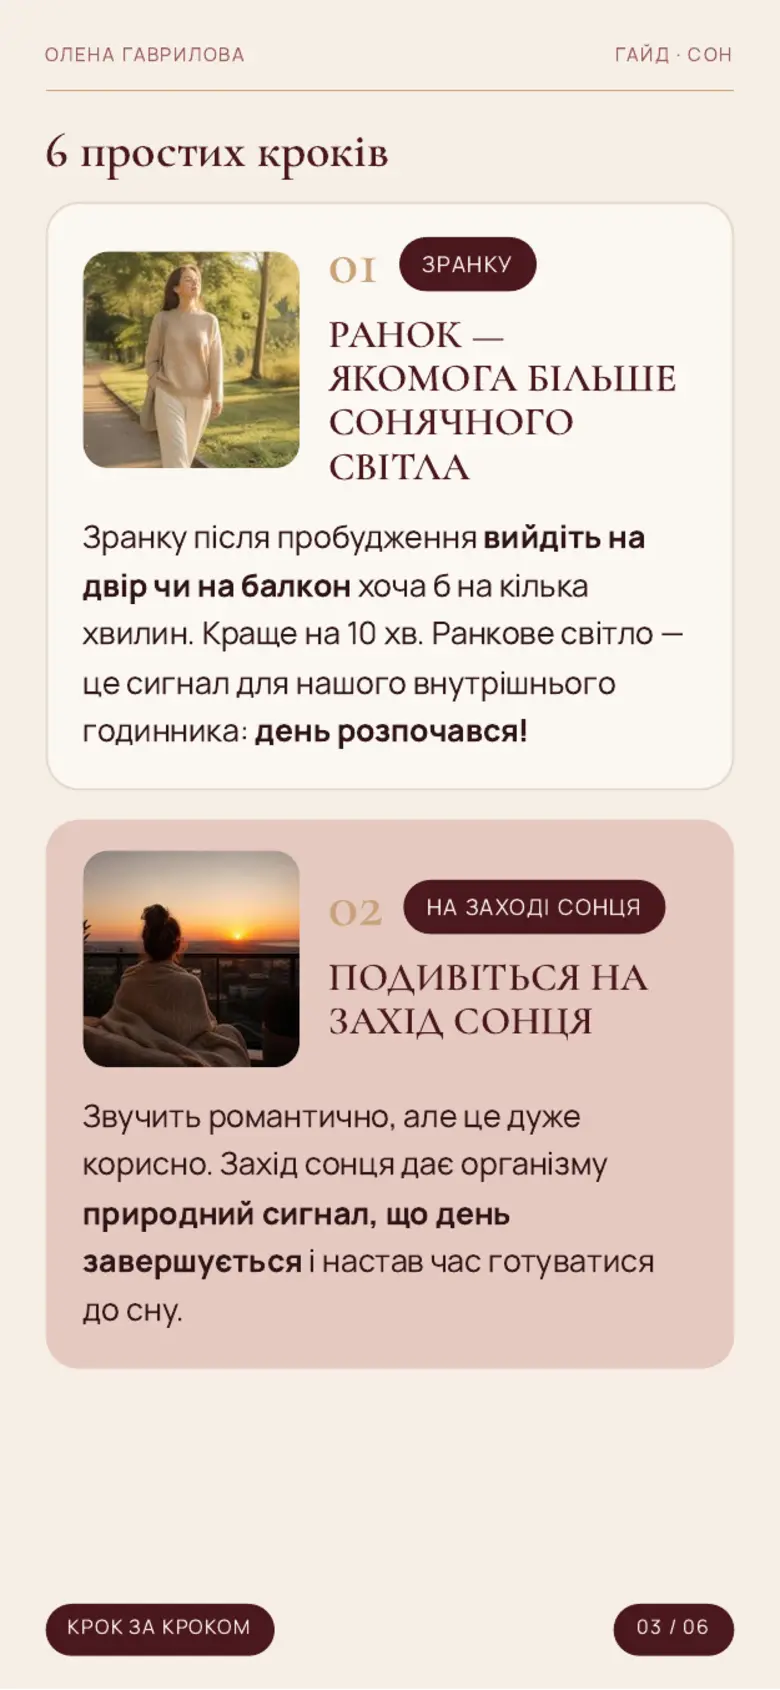 ОЛЕНА ГАВРИЛОВА
ГАЙД · СОН
6 простих кроків
01 ЗРАНКУ
РАНОК —
ЯКОМОГА БІЛЬШЕ
СОНЯЧНОГО
СВІТЛА
Зранку після пробудження вийдіть на
двір чи на балкон хоча б на кілька
хвилин. Краще на 10 хв. Ранкове світло —
це сигнал для нашого внутрішнього
годинника: день розпочався!
02 НА ЗАХОДІ СОНЦЯ
ПОДИВІТЬСЯ НА
ЗАХІД СОНЦЯ
Звучить романтично, але це дуже
корисно. Захід сонця дає організму
природний сигнал, що день
завершується і настав час готуватися
до сну.
КРОК ЗА КРОКОМ
03 / 06